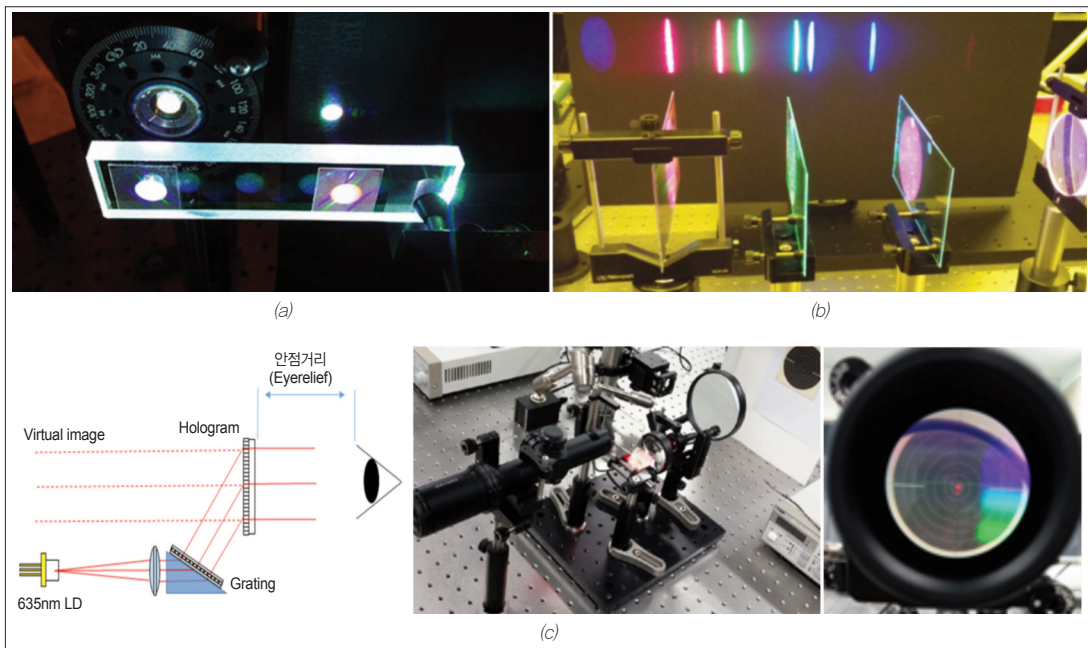 (a)
(b)
안점거리
(Eyerelief)
Hologram
Virtual image
Grating
635nm LD
(c)